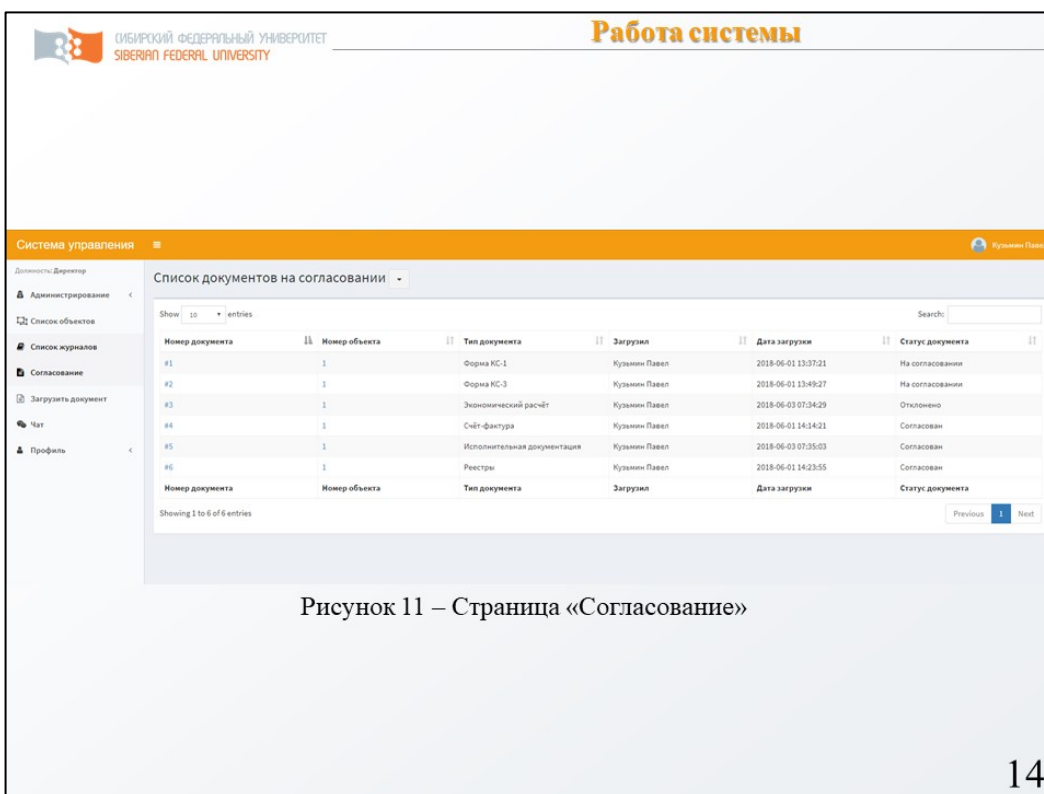 СИБИРСКИЙ ФЕДЕРАЛЬНЫЙ УНИВЕРСИТЕТ
SIBERIAN FEDERAL UNIVERSITY
Работа системы
Система управления
Кузьмин Павел
Должность: Директор
Администрирование
Список объектов
Список журналов
Согласование
Загрузить документ
Чат
Профиль
Список документов на согласовании
Show 10 entries
Search:
Номер документа Номер объекта Тип документа Загрузил Дата загрузки Статус документа
#1 1 Форма КС-1 Кузьмин Павел 2018-06-01 13:37:21 На согласовании
#2 1 Форма КС-3 Кузьмин Павел 2018-06-01 13:49:27 На согласовании
#3 1 Экономический расчёт Кузьмин Павел 2018-06-03 07:34:29 Отклонено
#4 1 Счёт-фактура Кузьмин Павел 2018-06-01 14:14:21 Согласован
#5 1 Исполнительная документация Кузьмин Павел 2018-06-03 07:35:03 Согласован
#6 1 Реестры Кузьмин Павел 2018-06-01 14:23:55 Согласован
Номер документа Номер объекта Тип документа Загрузил Дата загрузки Статус документа
Showing 1 to 6 of 6 entries
Previous 1 Next
Рисунок 11 – Страница «Согласование»
14